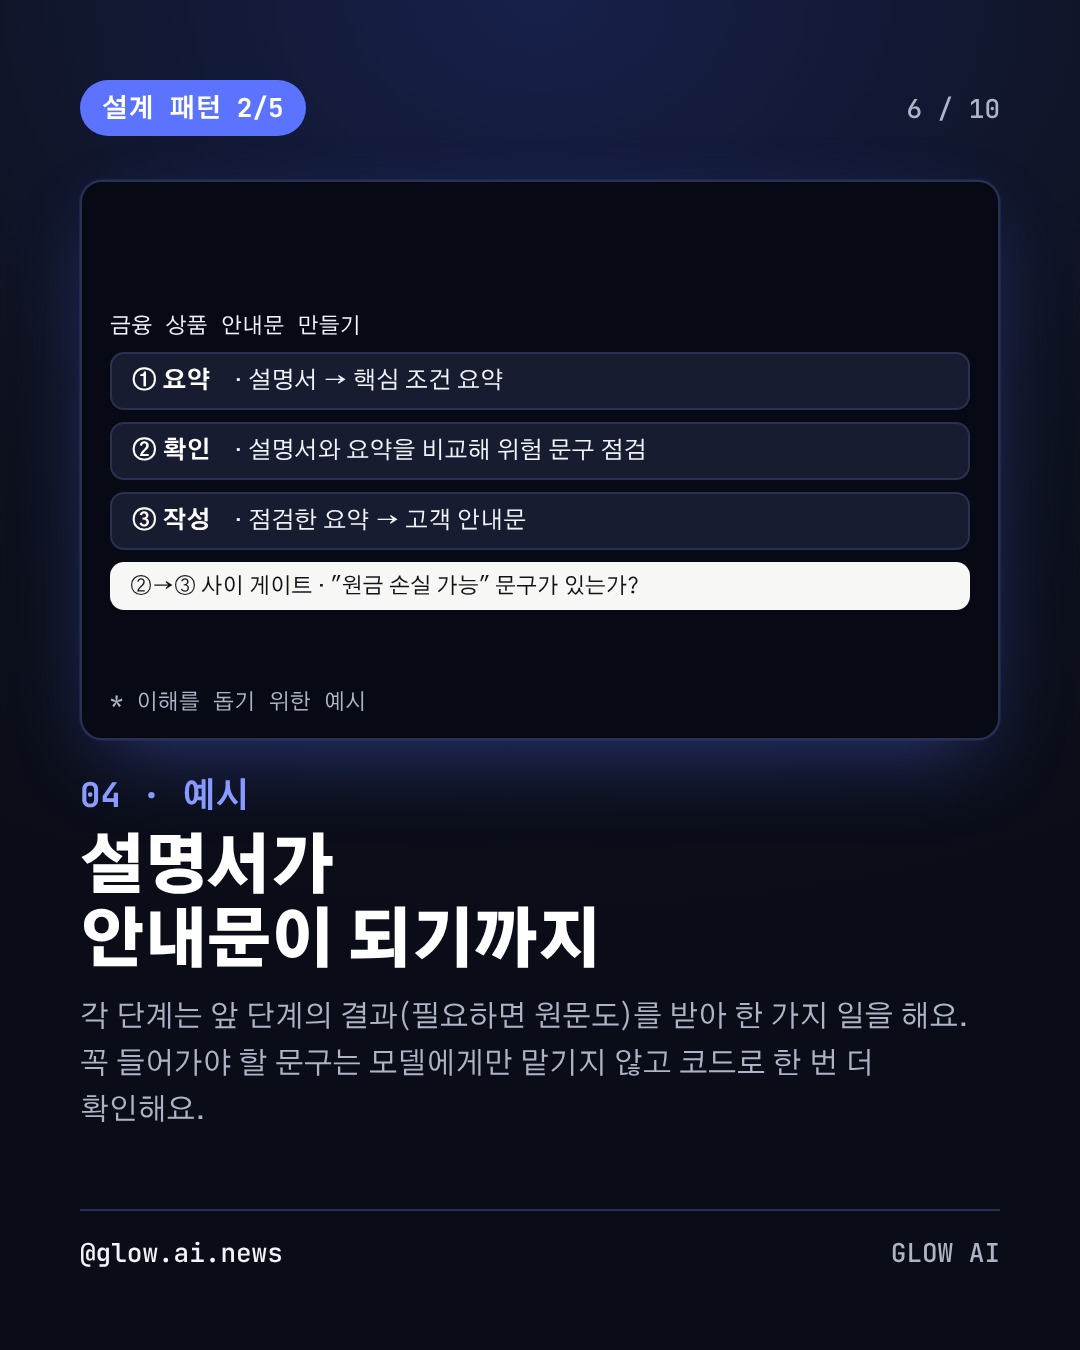 설계 패턴 2/5
6 / 10
금융 상품 안내문 만들기
① 요약 · 설명서 → 핵심 조건 요약
② 확인 · 설명서와 요약을 비교해 위험 문구 점검
③ 작성 · 점검한 요약 → 고객 안내문
②→③ 사이 게이트 · "원금 손실 가능" 문구가 있는가?
* 이해를 돕기 위한 예시
04 · 예시
설명서가
안내문이 되기까지
각 단계는 앞 단계의 결과(필요하면 원문도)를 받아 한 가지 일을 해요.
꼭 들어가야 할 문구는 모델에게만 맡기지 않고 코드로 한 번 더
확인해요.
@glow.ai.news
GLOW AI